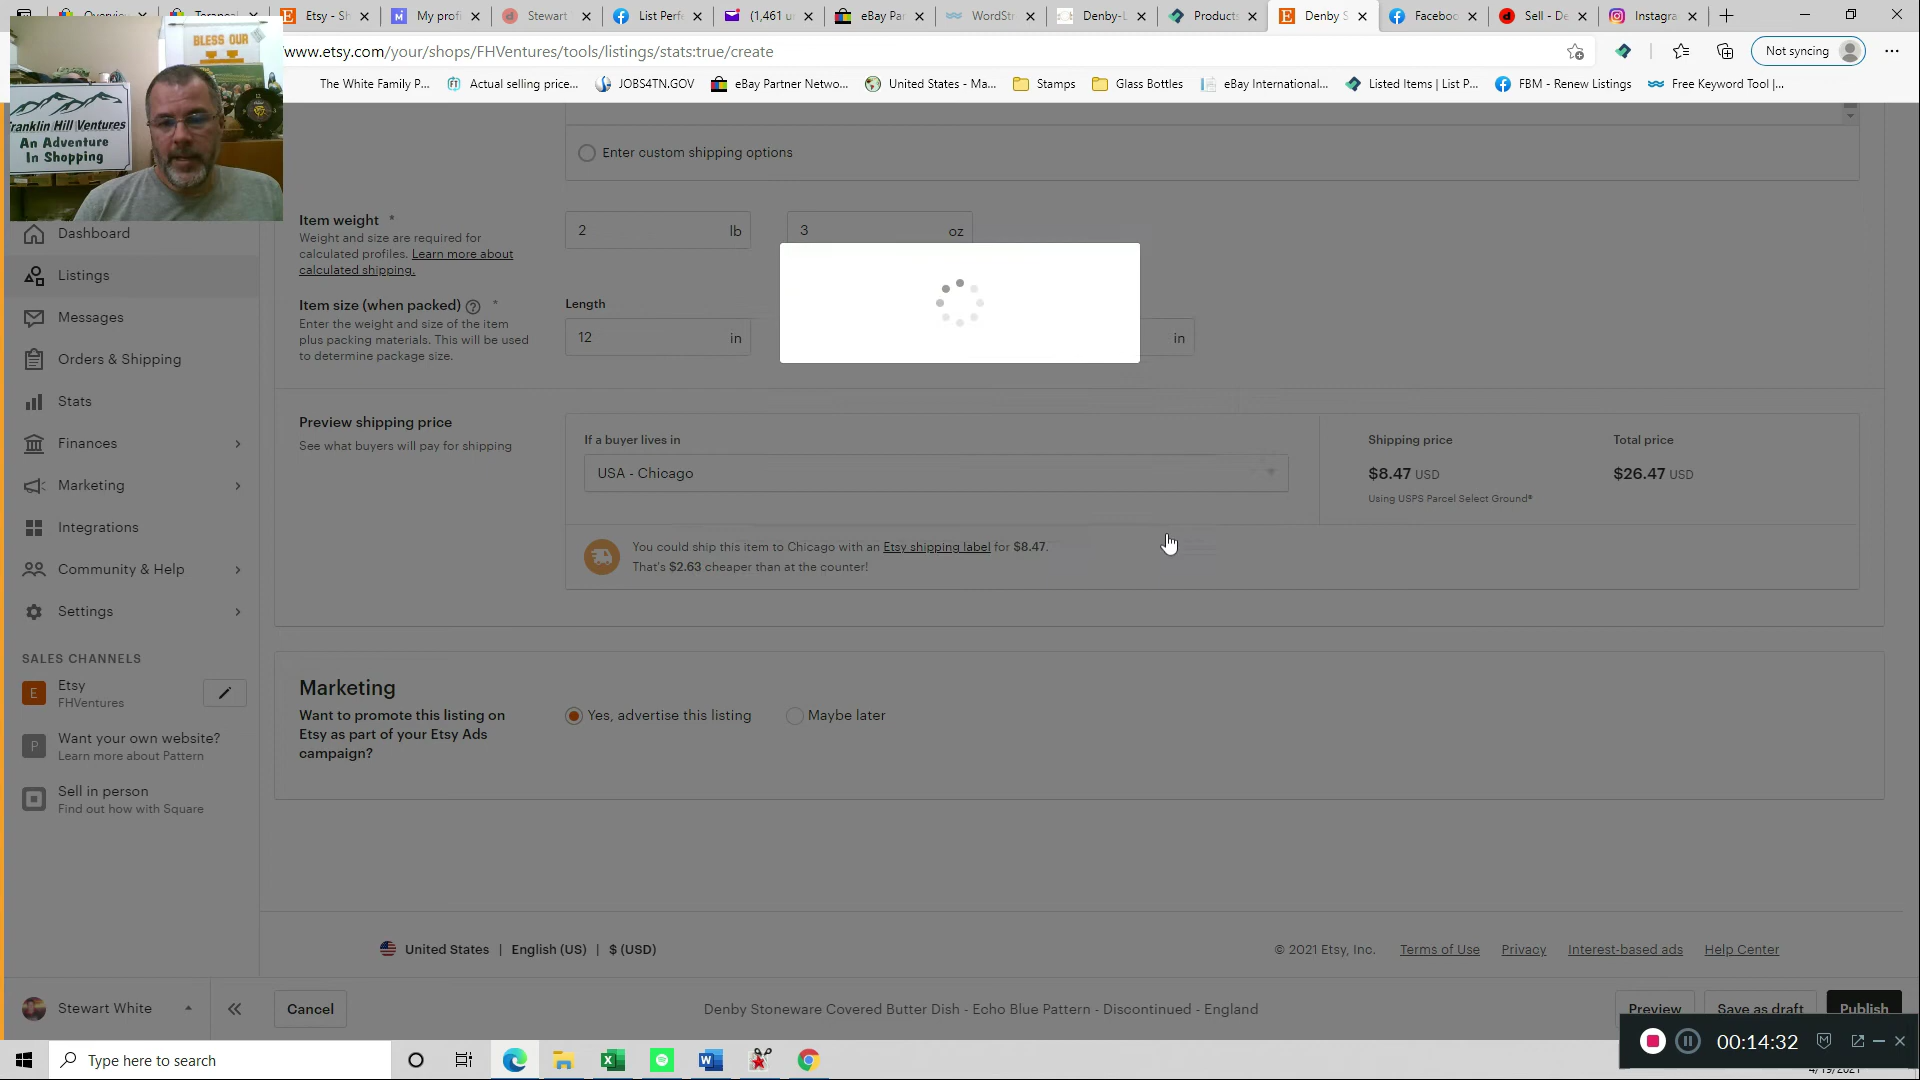 Etsy - Sh
My profi
Stewart
List Perfe
(1,461 u
eBay Par
WordStr
Denby-L
Products
Denby S
Faceboo
Sell - De
Instagra
www.etsy.com/your/shops/FHVentures/tools/listings/stats:true/create
Not syncing
The White Family P...
Actual selling price...
JOBS4TN.GOV
eBay Partner Netwo...
United States - Ma...
Stamps
Glass Bottles
eBay International...
Listed Items | List P...
FBM - Renew Listings
Free Keyword Tool |...
BLESS OUR
Franklin Hill Ventures
An Adventure
In Shopping
Dashboard
Listings
Messages
Orders & Shipping
Stats
Finances
Marketing
Integrations
Community & Help
Settings
SALES CHANNELS
E
Etsy
FHVentures
P
Want your own website?
Learn more about Pattern
Sell in person
Find out how with Square
Stewart White
Enter custom shipping options
Item weight *
Weight and size are required for
calculated profiles. Learn more about
calculated shipping.
2 lb
3 oz
Item size (when packed) ? *
Enter the weight and size of the item
plus packing materials. This will be used
to determine package size.
Length
12 in
in
Preview shipping price
See what buyers will pay for shipping
If a buyer lives in
USA - Chicago
Shipping price
$8.47 USD
Using USPS Parcel Select Ground®
Total price
$26.47 USD
You could ship this item to Chicago with an Etsy shipping label for $8.47.
That's $2.63 cheaper than at the counter!
Marketing
Want to promote this listing on
Etsy as part of your Etsy Ads
campaign?
Yes, advertise this listing
Maybe later
United States | English (US) | $ (USD)
© 2021 Etsy, Inc.
Terms of Use
Privacy
Interest-based ads
Help Center
Cancel
Denby Stoneware Covered Butter Dish - Echo Blue Pattern - Discontinued - England
Preview
Save as draft
Publish
00:14:32
Type here to search
4/19/2021